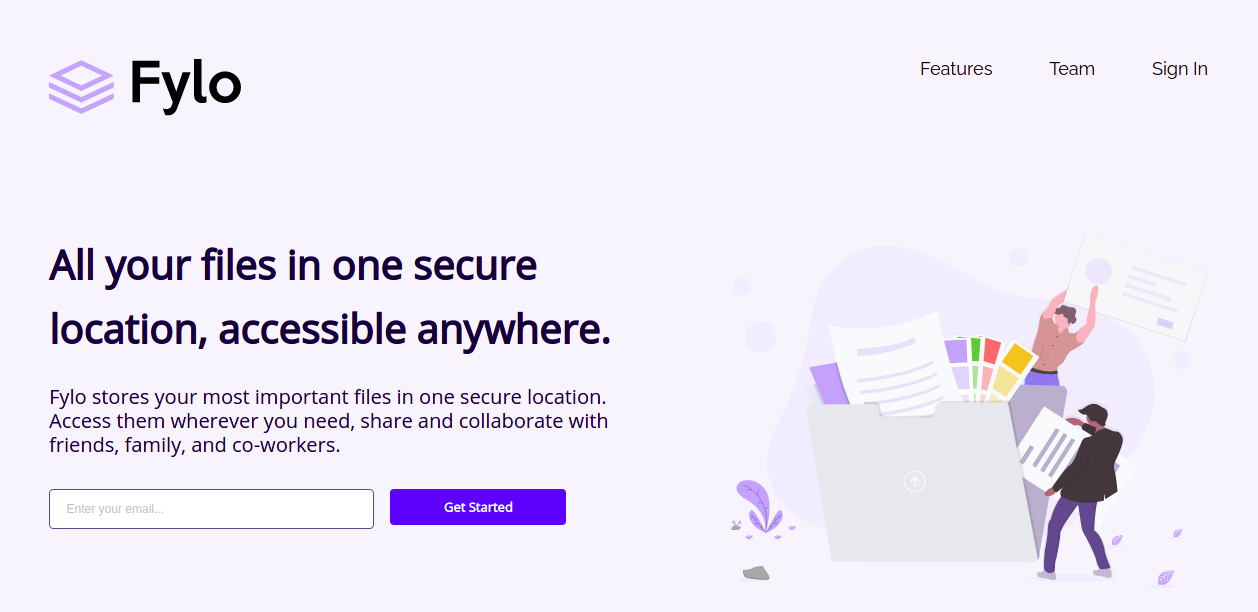 Fylo
Features
Team
Sign In
All your files in one secure
location, accessible anywhere.
Fylo stores your most important files in one secure location.
Access them wherever you need, share and collaborate with
friends, family, and co-workers.
Enter your email...
Get Started